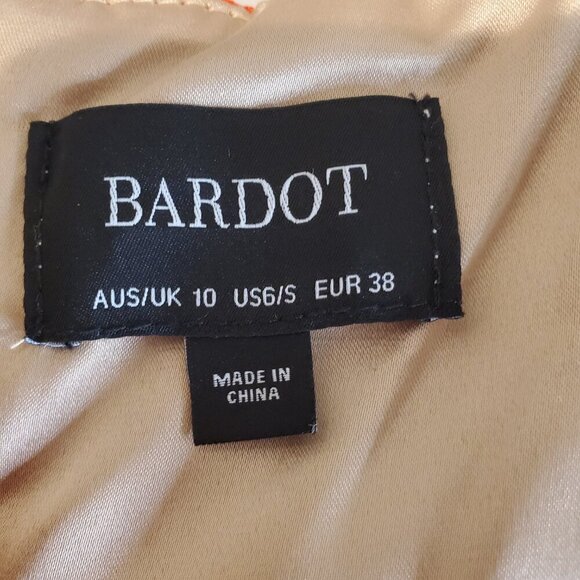 BARDOT
AUS/UK 10 US6/S EUR 38
MADE IN
CHINA